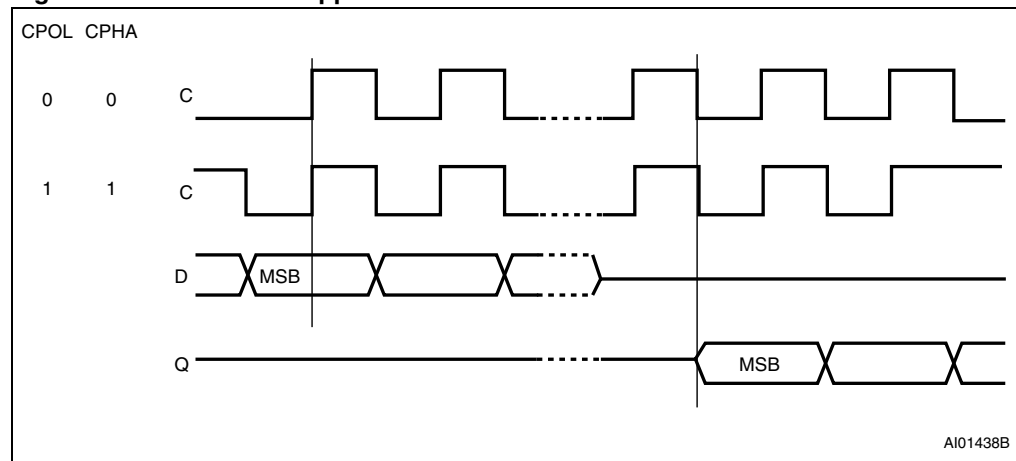 CPOL CPHA
0 0 C
1 1 C
D MSB
Q MSB
AI01438B